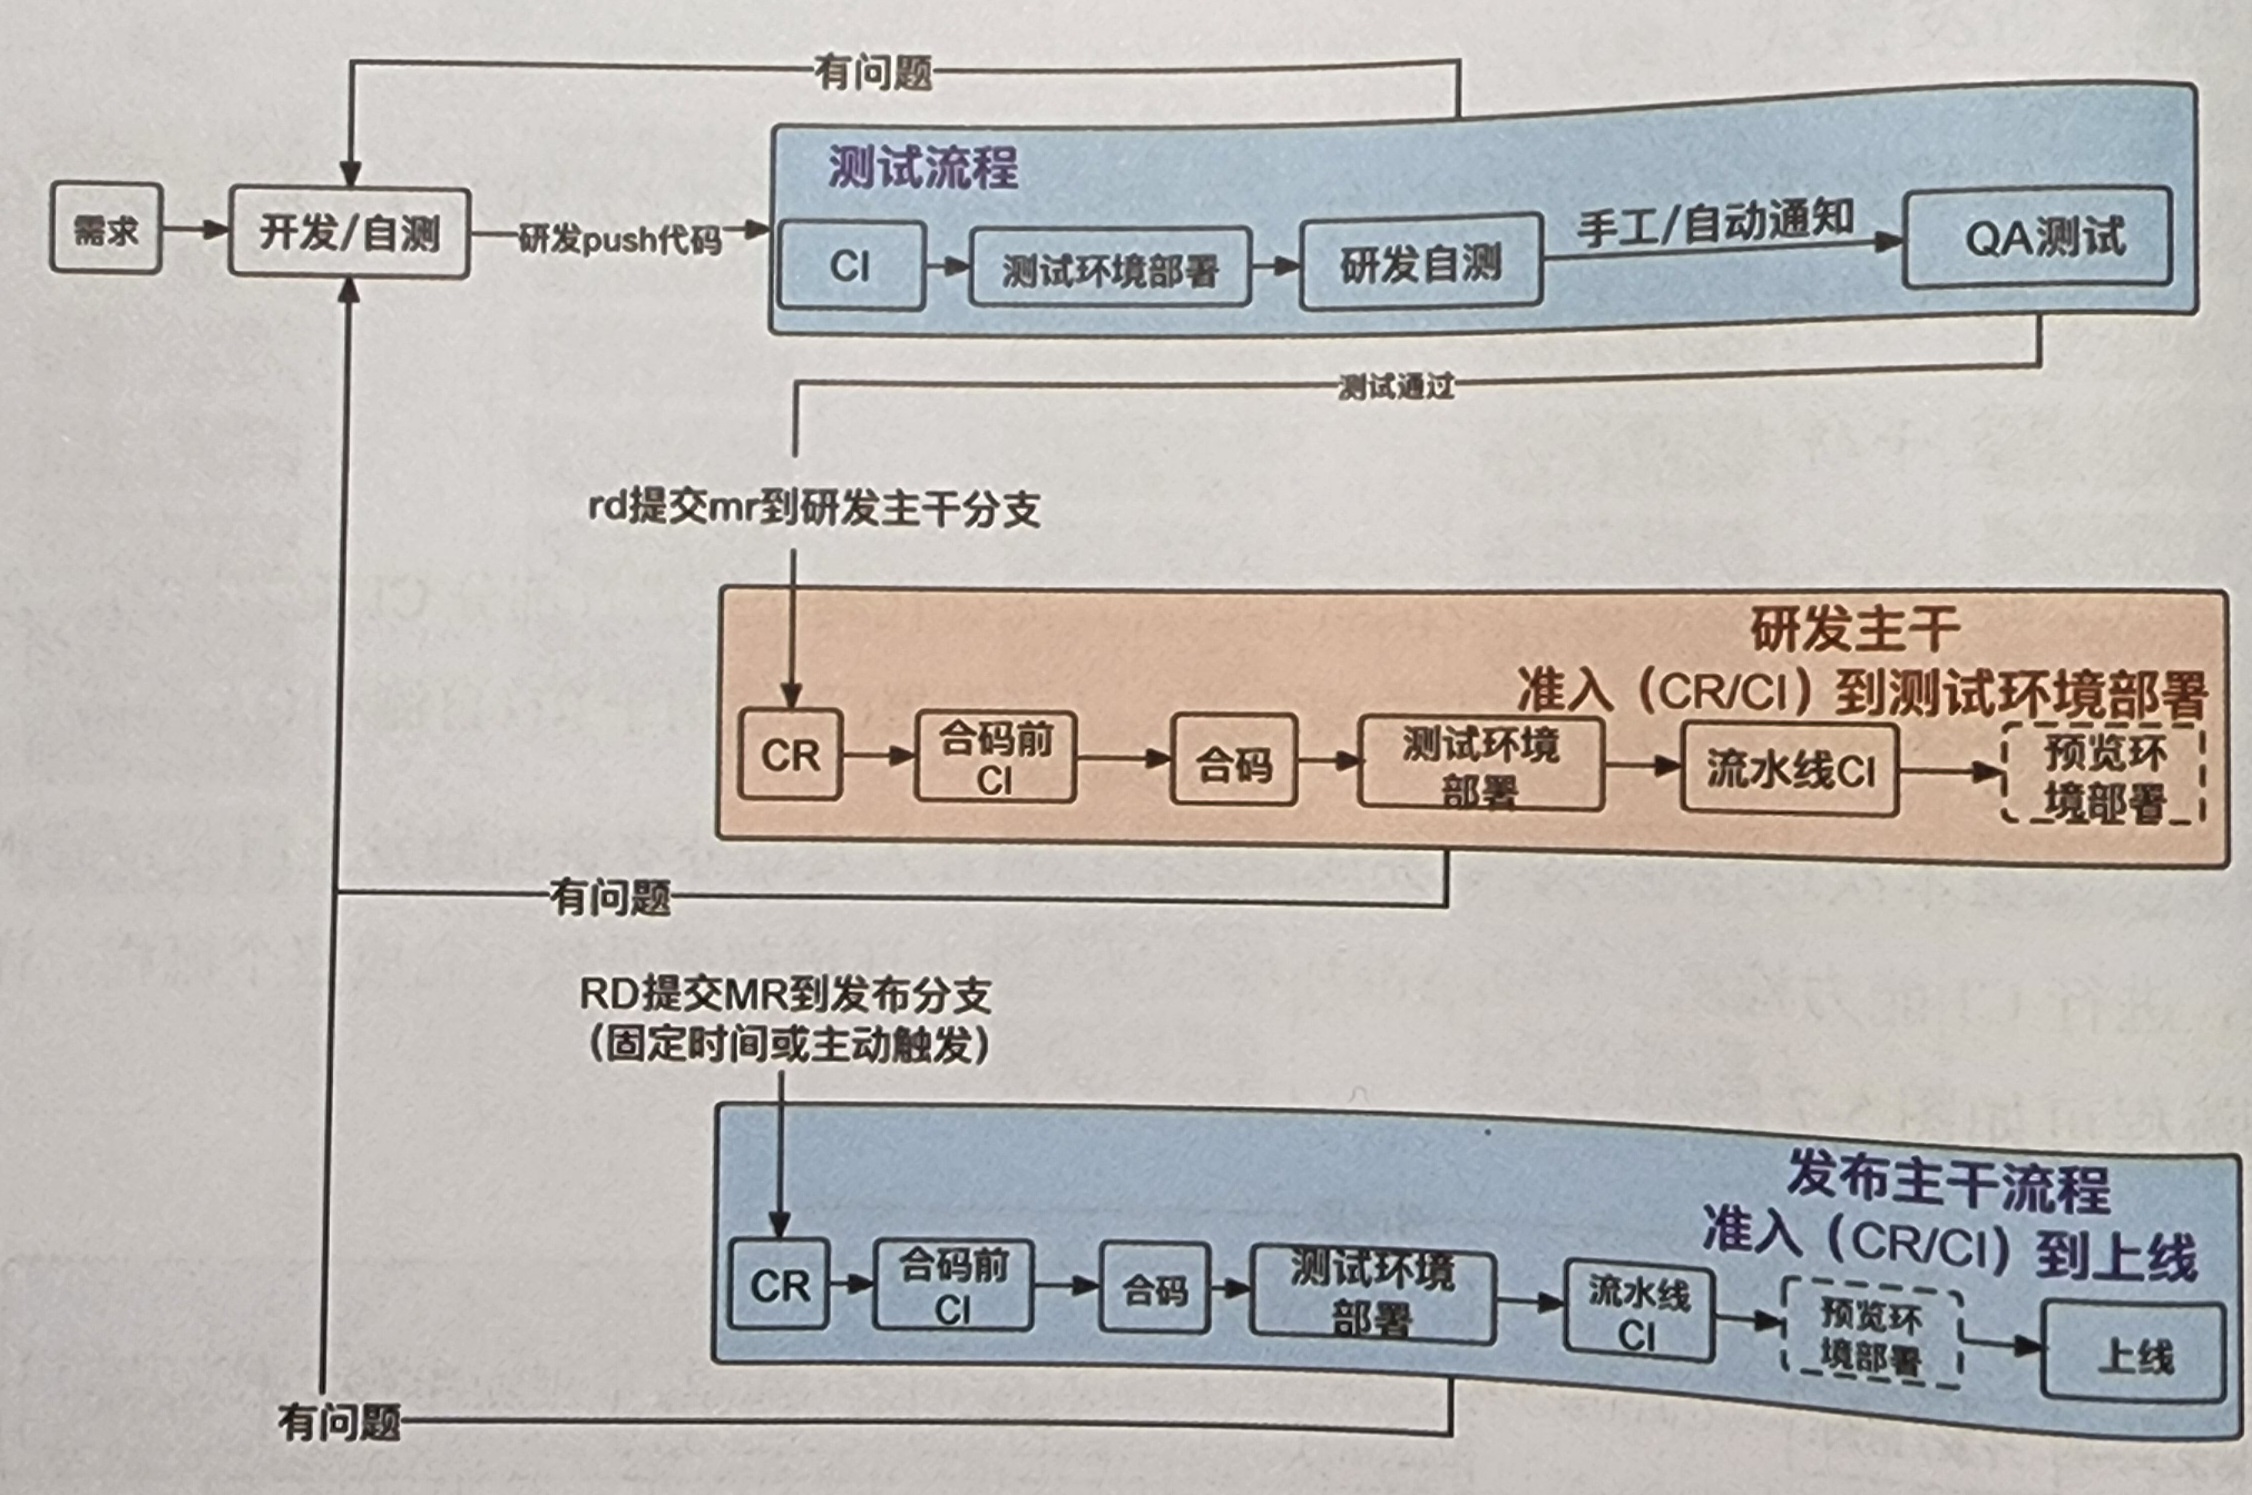 有问题
测试流程
需求
开发/自测
研发push代码
CI
测试环境部署
研发自测
手工/自动通知
QA测试
测试通过
rd提交mr到研发主干分支
研发主干
准入（CR/CI）到测试环境部署
CR
合码前
CI
合码
测试环境
部署
流水线CI
预览环
境部署
有问题
RD提交MR到发布分支
（固定时间或主动触发）
发布主干流程
准入（CR/CI）到上线
CR
合码前
CI
合码
测试环境
部署
流水线
CI
预览环
境部署
上线
有问题